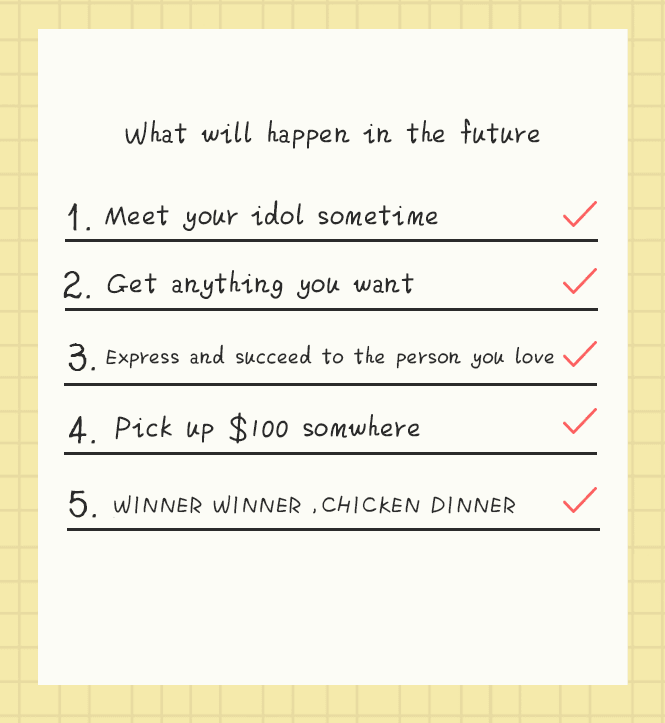 What will happen in the future
1. Meet your idol sometime
2. Get anything you want
3. Express and succeed to the person you love
4. Pick up $100 somwhere
5. WINNER WINNER ,CHICKEN DINNER